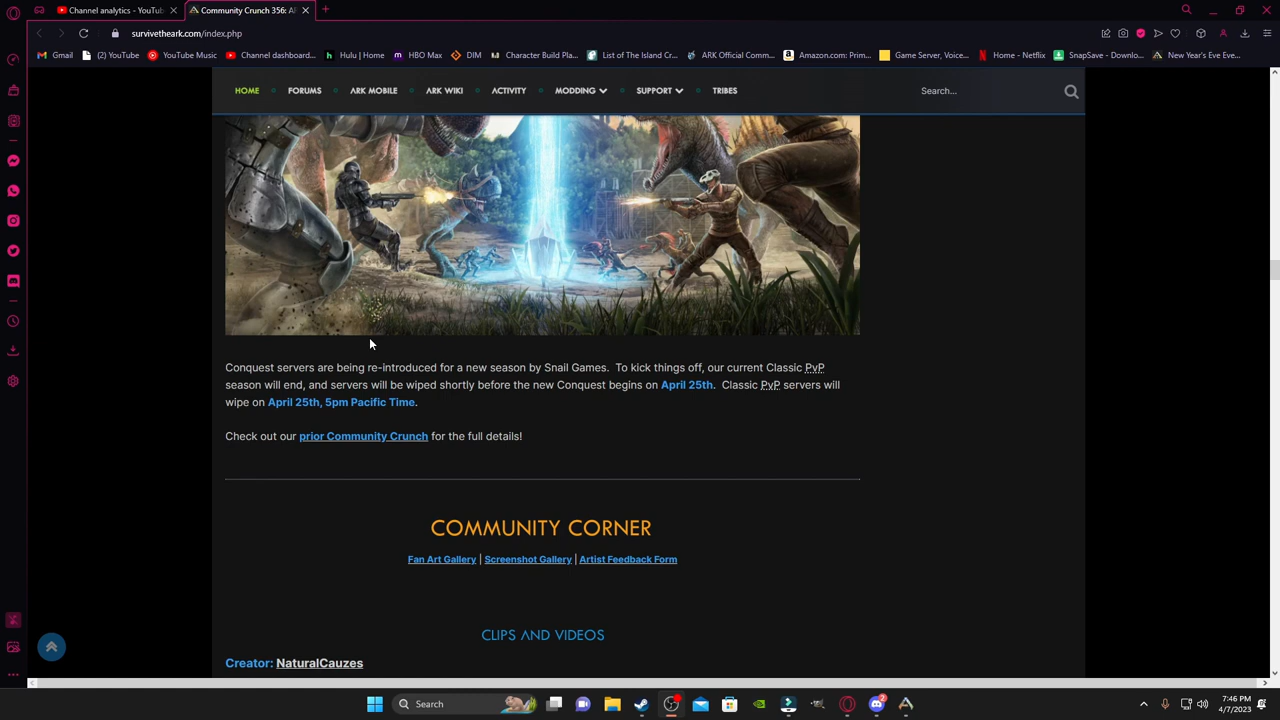 Channel analytics
Community Crunch 356: A
survivetheark.com/index.php
Gmail
(2) YouTube
YouTube Music
Channel dashboard...
Hulu | Home
HBO Max
DIM
Character Build Pla...
List of The Island Cr...
ARK Official Comm...
Amazon.com: Prim...
Game Server, Voice...
Home - Netflix
SnapSave - Downlo...
New Year's Eve Eve...
HOME
FORUMS
ARK MOBILE
ARK WIKI
ACTIVITY
MODDING
SUPPORT
TRIBES
Search...
Conquest servers are being re-introduced for a new season by Snail Games. To kick things off, our current Classic PvP
season will end, and servers will be wiped shortly before the new Conquest begins on April 25th. Classic PvP servers will
wipe on April 25th, 5pm Pacific Time.
Check out our prior Community Crunch for the full details!
COMMUNITY CORNER
Fan Art Gallery | Screenshot Gallery | Artist Feedback Form
CLIPS AND VIDEOS
Creator: NaturalCauzes
Search
2
7:46 PM
4/7/2023